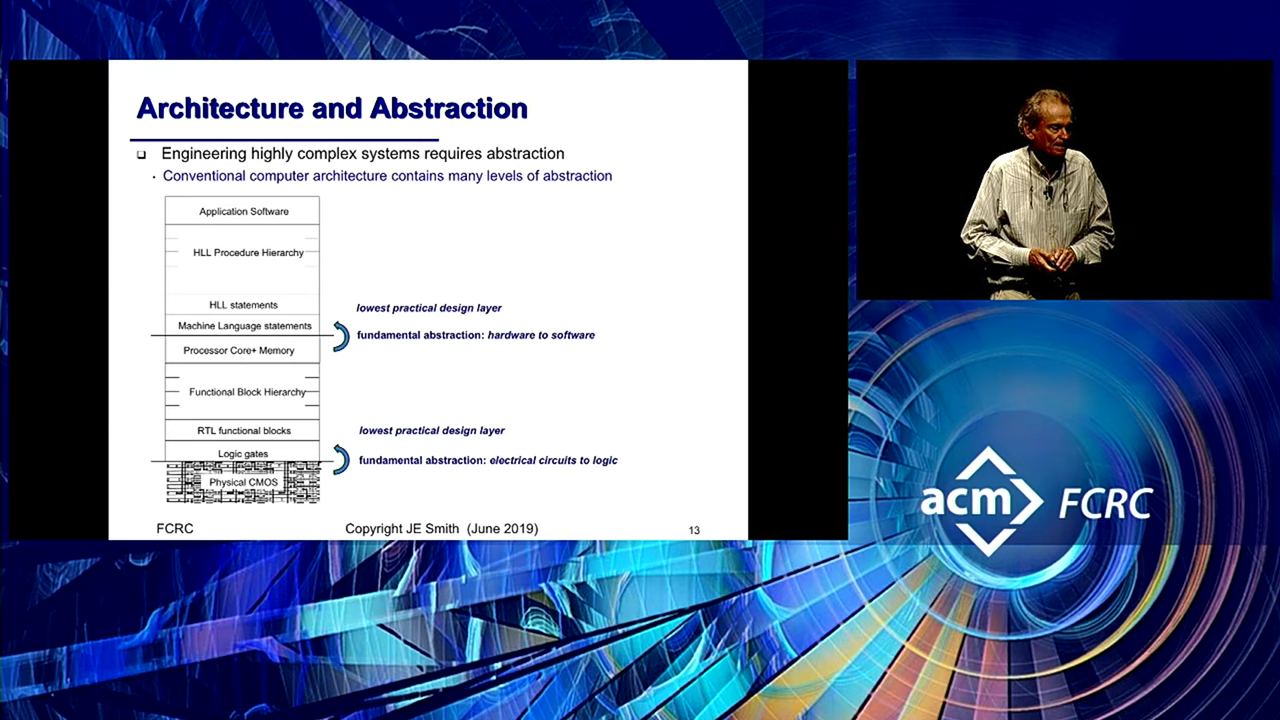 Architecture and Abstraction
Engineering highly complex systems requires abstraction
Conventional computer architecture contains many levels of abstraction
Application Software
HLL Procedure Hierarchy
HLL statements
lowest practical design layer
Machine Language statements
fundamental abstraction: hardware to software
Processor Core+ Memory
Functional Block Hierarchy
RTL functional blocks
lowest practical design layer
Logic gates
fundamental abstraction: electrical circuits to logic
Physical CMOS
FCRC
Copyright JE Smith (June 2019)
13
acm FCRC